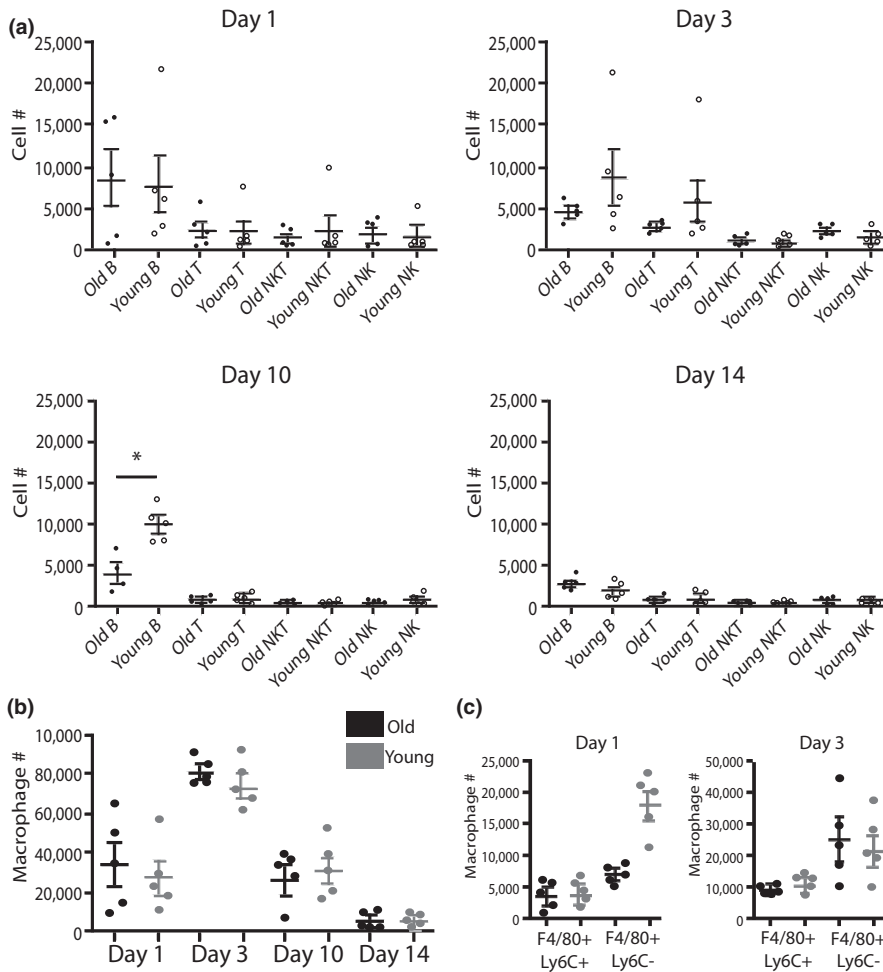 (a)
Day 1
Day 3
25,000
20,000
15,000
10,000
5,000
0
Cell #
Old B
Young B
Old T
Young T
Old NKT
Young NKT
Old NK
Young NK
25,000
20,000
15,000
10,000
5,000
0
Cell #
Old B
Young B
Old T
Young T
Old NKT
Young NKT
Old NK
Young NK
Day 10
Day 14
25,000
20,000
15,000
10,000
5,000
0
Cell #
*
Old B
Young B
Old T
Young T
Old NKT
Young NKT
Old NK
Young NK
25,000
20,000
15,000
10,000
5,000
0
Cell #
Old B
Young B
Old T
Young T
Old NKT
Young NKT
Old NK
Young NK
(b)
10,000
80,000
60,000
40,000
20,000
0
Macrophage #
Old
Young
Day 1
Day 3
Day 10
Day 14
(c)
Day 1
25,000
20,000
15,000
10,000
5,000
0
Macrophage #
F4/80+
Ly6C+
F4/80+
Ly6C-
Day 3
50,000
40,000
30,000
20,000
10,000
0
Macrophage #
F4/80+
Ly6C+
F4/80+
Ly6C-